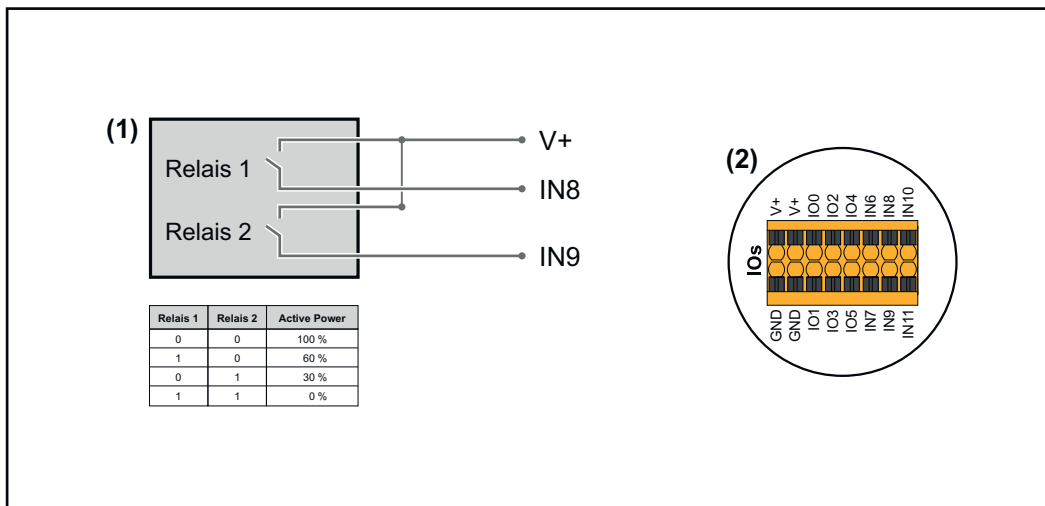 (1)
Relais 1
Relais 2
V+
IN8
IN9
Relais 1 Relais 2 Active Power
0 0 100 %
1 0 60 %
0 1 30 %
1 1 0 %
(2)
IOs
V+ V+ IO0 IO2 IO4 IN6 IN8 IN10
GND GND IO1 IO3 IO5 IN7 IN9 IN11